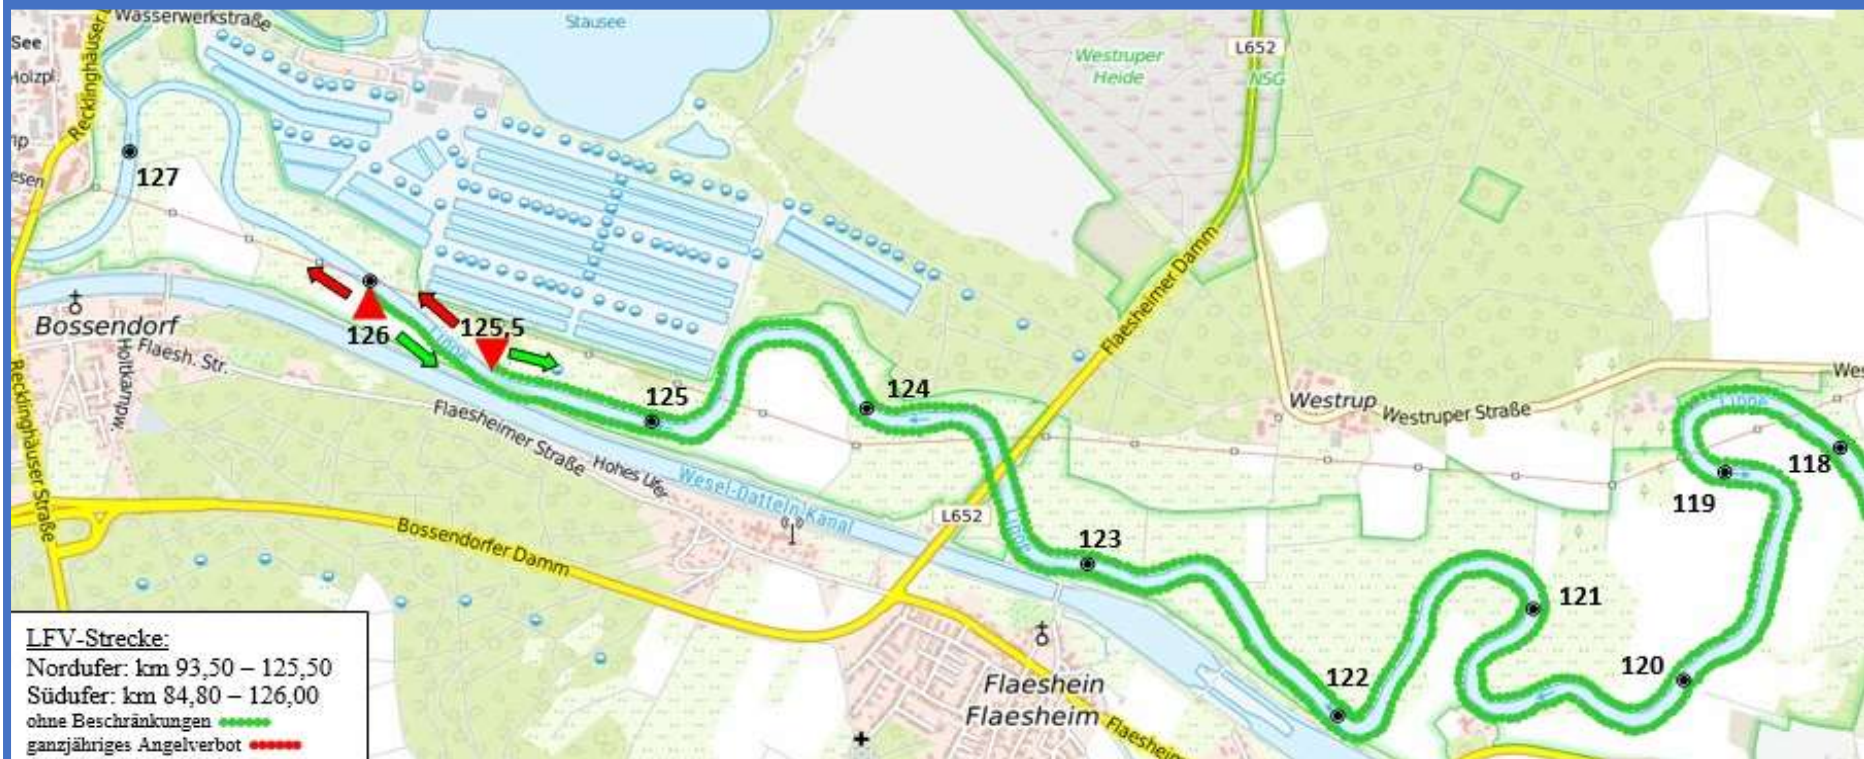 Wasserwerkstraße
Stausee
See
Holzpl.
Recklinghäuser
Westruper
Heide
L652
NSG
esen
127
Flaesheimer Damm
Bossendorf
126
125,5
Lippe
Flaesh. Str.
Holtkampw.
Recklinghäuser Straße
125
124
Flaesheimer Straße
Hohes Ufer
Wesel-Datteln-Kanal
Westrup
Westruper Straße
Wes
Lippe
118
119
L652
Lippe
123
Bossendorfer Damm
121
120
122
Flaeshein
Flaesheim
Flaesheim
LFV-Strecke:
Nordufer: km 93,50 – 125,50
Südufer: km 84,80 – 126,00
ohne Beschränkungen
ganzjähriges Angelverbot